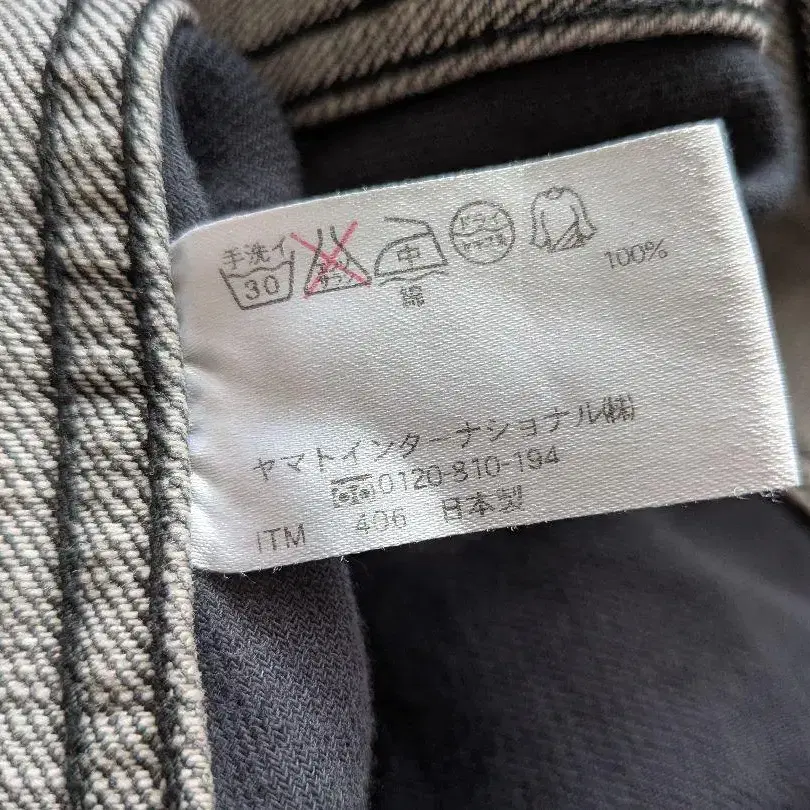 手洗イ
30
中
ドライ
綿
100%
ヤマトインターナショナル(株)
0120-810-194
ITM 406 日本製